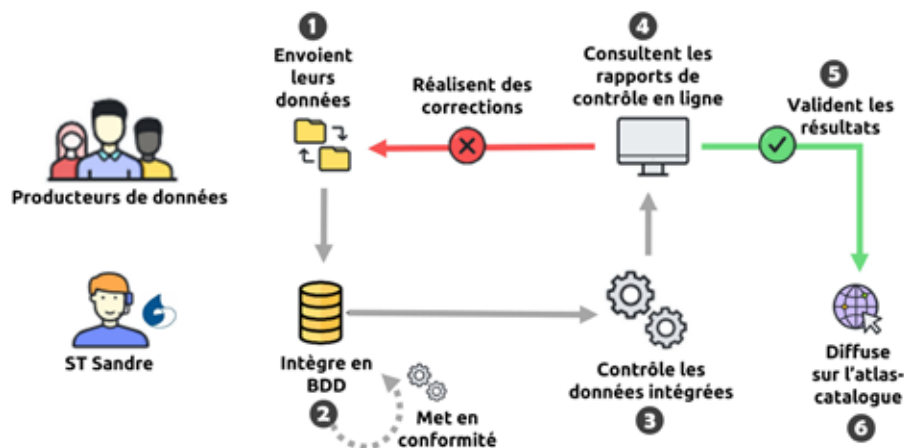 1
Envoient
leurs
données
Réalisent des
corrections
4
Consultent les
rapports de
contrôle en ligne
5
Valident les
résultats
Producteurs de données
ST Sandre
Intègre en
BDD
2
Met en
conformité
Contrôle les
données intégrées
3
Diffuse
sur l'atlas-
catalogue
6